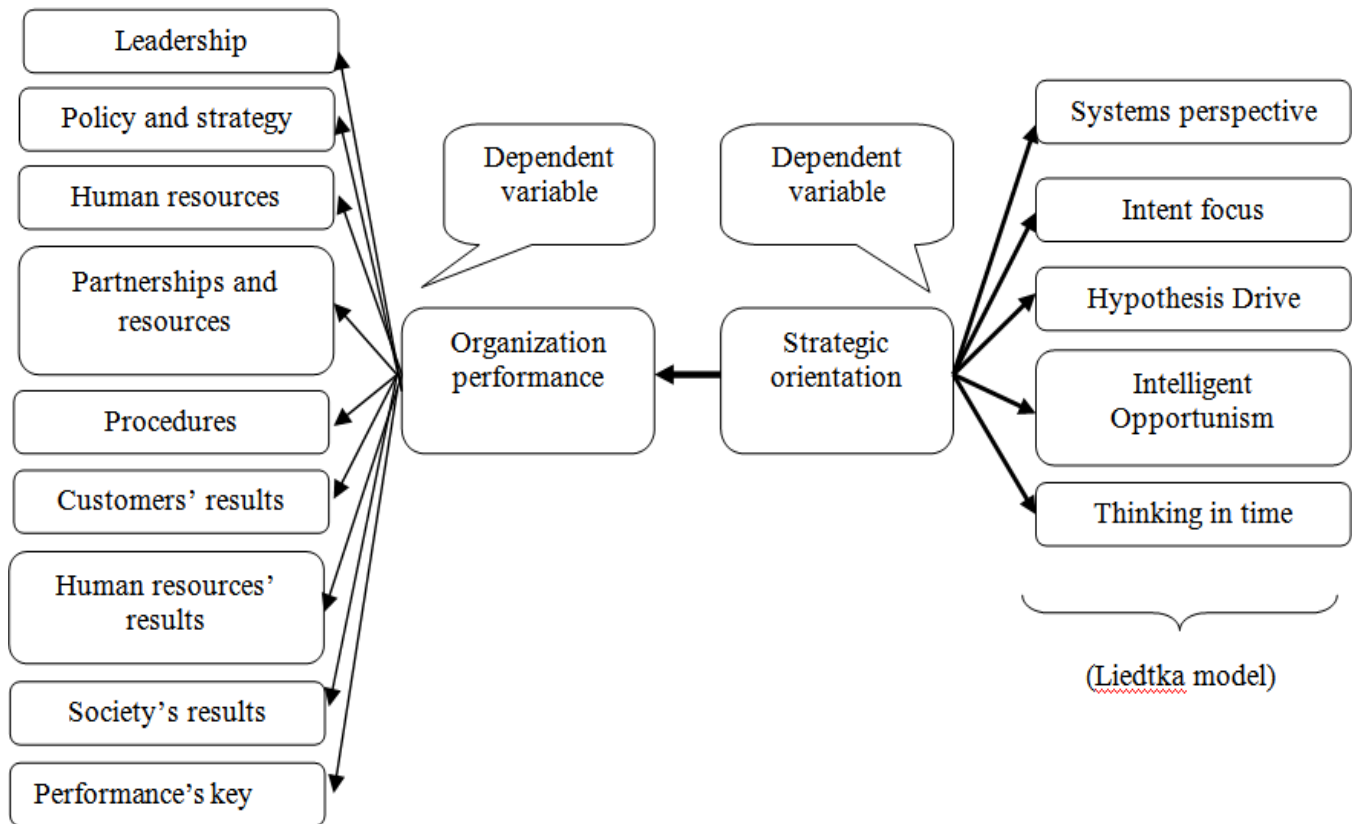 Leadership
Policy and strategy
Human resources
Partnerships and
resources
Procedures
Customers’ results
Human resources’
results
Society’s results
Performance’s key
Dependent
variable
Organization
performance
Dependent
variable
Strategic
orientation
Systems perspective
Intent focus
Hypothesis Drive
Intelligent
Opportunism
Thinking in time
(Liedtka model)